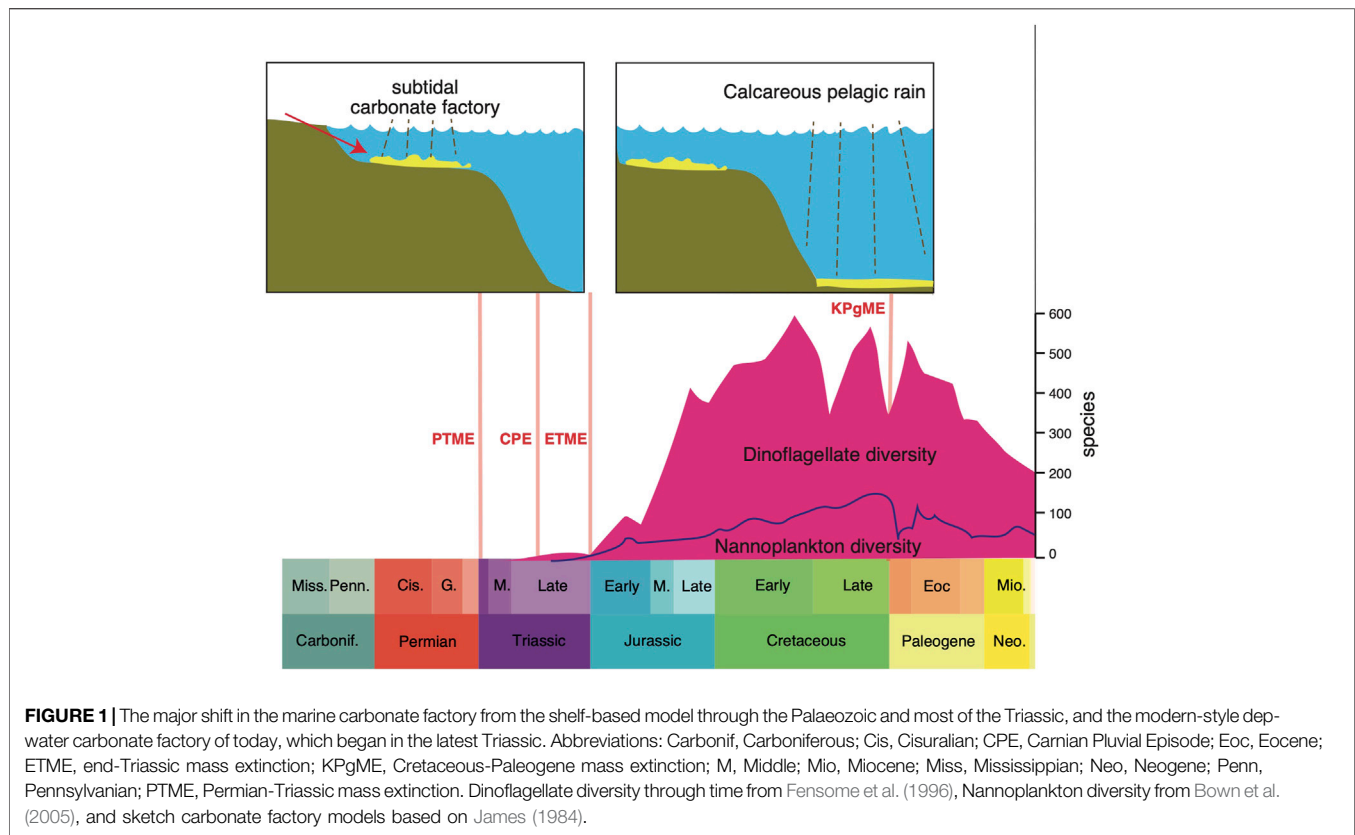 subtidal
carbonate factory
Calcareous pelagic rain
KPgME
PTME CPE ETME
600
500
400
300
200
100
0
species
Dinoflagellate diversity
Nannoplankton diversity
Miss. Penn. Cis. G. M. Late Early M. Late Early Late Eoc Mio.
Carbonif. Permian Triassic Jurassic Cretaceous Paleogene Neo.
FIGURE 1 | The major shift in the marine carbonate factory from the shelf-based model through the Palaeozoic and most of the Triassic, and the modern-style dep-
water carbonate factory of today, which began in the latest Triassic. Abbreviations: Carbonif, Carboniferous; Cis, Cisuralian; CPE, Carnian Pluvial Episode; Eoc, Eocene;
ETME, end-Triassic mass extinction; KPgME, Cretaceous-Paleogene mass extinction; M, Middle; Mio, Miocene; Miss, Mississippian; Neo, Neogene; Penn,
Pennsylvanian; PTME, Permian-Triassic mass extinction. Dinoflagellate diversity through time from Fensome et al. (1996), Nannoplankton diversity from Bown et al.
(2005), and sketch carbonate factory models based on James (1984).